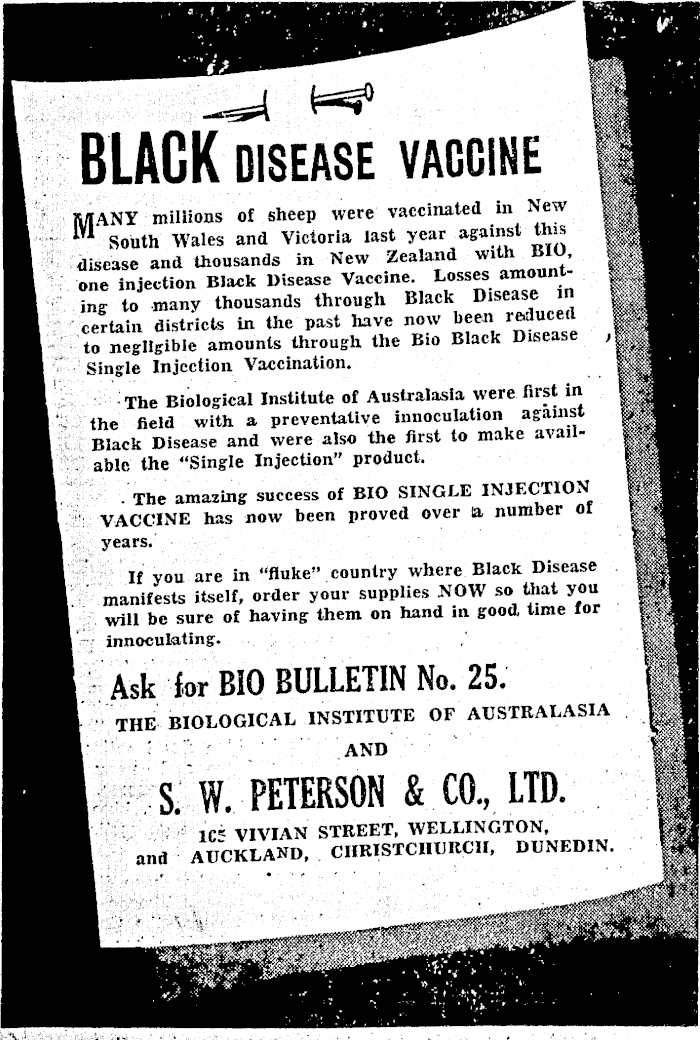 BLACK DISEASE VACCINE
MANY millions of sheep were vaccinated in New
South Wales and Victoria last year against this
disease and thousands in New Zealand with BIO,
one injection Black Disease Vaccine. Losses amount-
ing to many thousands through Black Disease in
certain districts in the past have now been reduced
to negligible amounts through the Bio Black Disease
Single Injection Vaccination.
The Biological Institute of Australasia were first in
the field with a preventative innoculation against
Black Disease and were also the first to make avail-
able the "Single Injection" product.
The amazing success of BIO SINGLE INJECTION
VACCINE has now been proved over a number of
years.
If you are in "fluke" country where Black Disease
manifests itself, order your supplies NOW so that you
will be sure of having them on hand in good time for
innoculating.
Ask for BIO BULLETIN No. 25.
THE BIOLOGICAL INSTITUTE OF AUSTRALASIA
AND
S. W. PETERSON & CO., LTD.
VIVIAN STREET, WELLINGTON,
and AUCKLAND, CHRISTCHURCH, DUNEDIN.